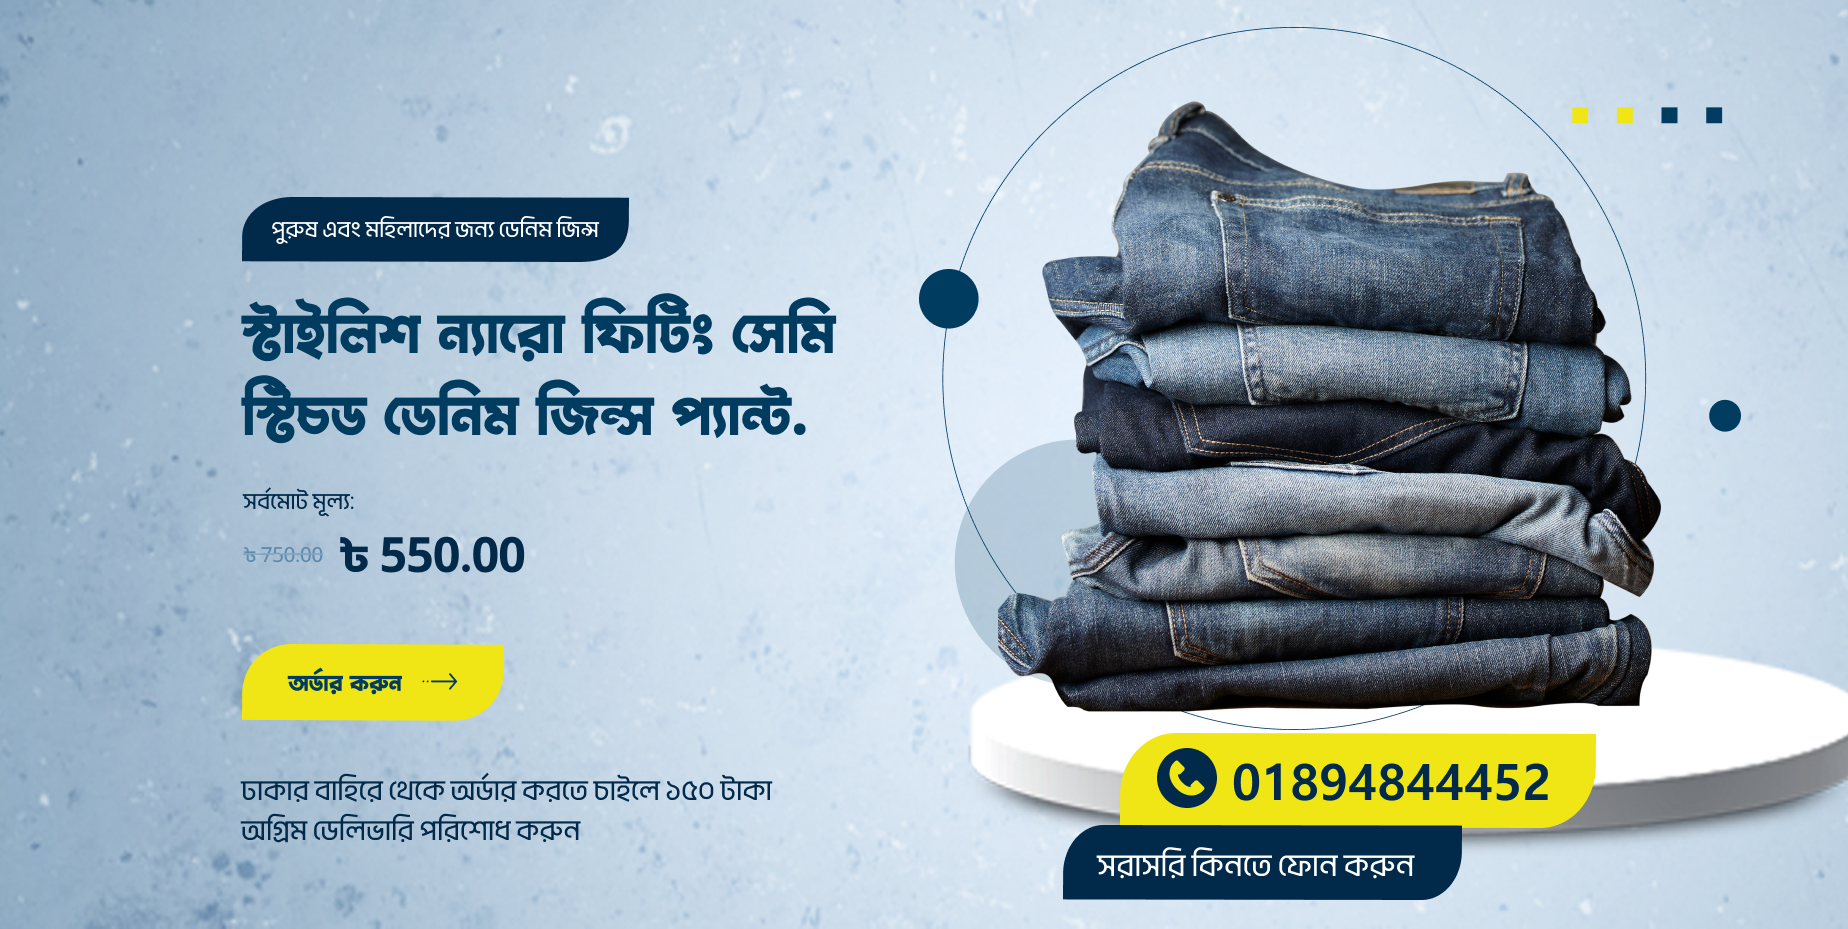 পুরুষ এবং মহিলাদের জন্য ডেনিম জিন্স
স্টাইলিশ ন্যারো ফিটিং সেমি
স্টিচড ডেনিম জিন্স প্যান্ট.
সর্বমোট মূল্য:
৳ 750.00 ৳ 550.00
অর্ডার করুন
ঢাকার বাহিরে থেকে অর্ডার করতে চাইলে ১৫০ টাকা
অগ্রিম ডেলিভারি পরিশোধ করুন
01894844452
সরাসরি কিনতে ফোন করুন